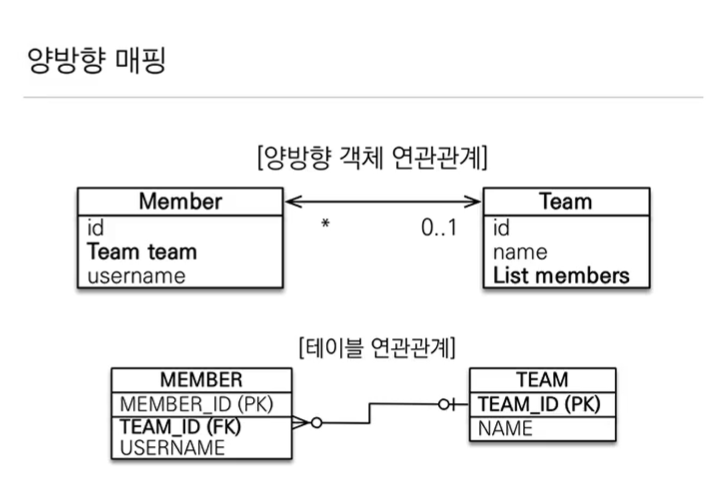 양방향 매핑
[양방향 객체 연관관계]
Member
id
Team team
username
*
0..1
Team
id
name
List members
[테이블 연관관계]
MEMBER
MEMBER_ID (PK)
TEAM_ID (FK)
USERNAME
TEAM
TEAM_ID (PK)
NAME